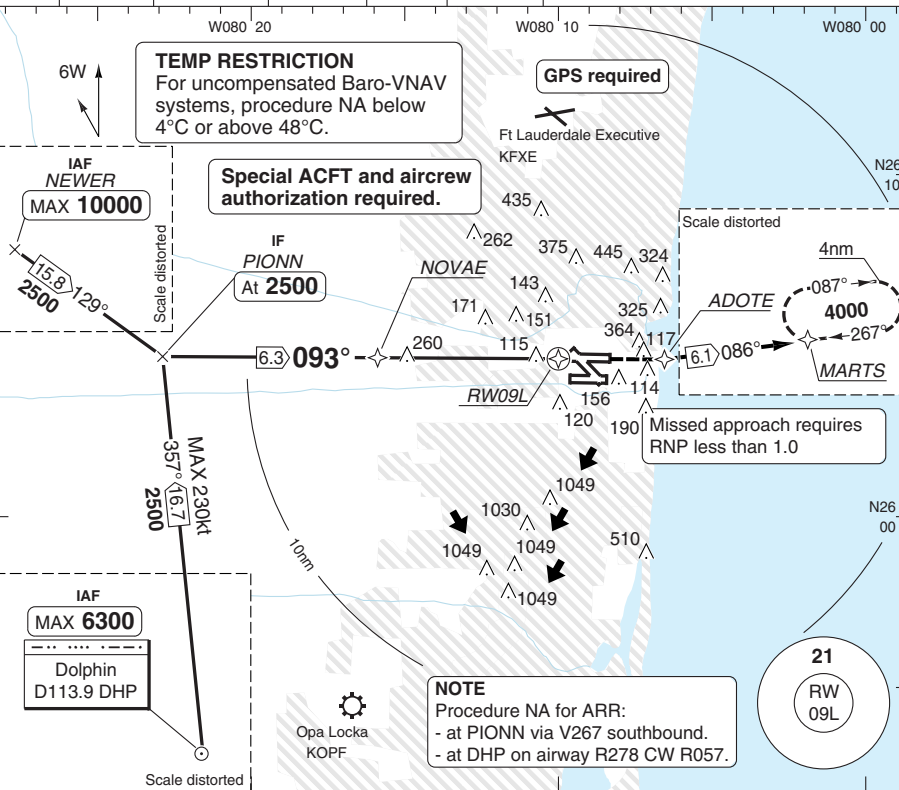 W080 20
W080 10
W080 00
6W
TEMP RESTRICTION
For uncompensated Baro-VNAV
systems, procedure NA below
4°C or above 48°C.
GPS required
Ft Lauderdale Executive
KFXE
N26
10
IAF
NEWER
MAX 10000
Scale distorted
15.8
129°
2500
Special ACFT and aircrew
authorization required.
IF
PIONN
At 2500
NOVAE
435
262
375
445
324
143
171
151
325
364
117
115
260
Scale distorted
4nm
087°
4000
267°
ADOTE
6.1
086°
MARTS
6.3
093°
RW09L
156
114
120
190
Missed approach requires
RNP less than 1.0
MAX 230kt
357°
16.7
2500
1049
1030
1049
1049
1049
510
N26
00
10nm
IAF
MAX 6300
Dolphin
D113.9 DHP
Scale distorted
Opa Locka
KOPF
NOTE
Procedure NA for ARR:
- at PIONN via V267 southbound.
- at DHP on airway R278 CW R057.
21
RW
09L